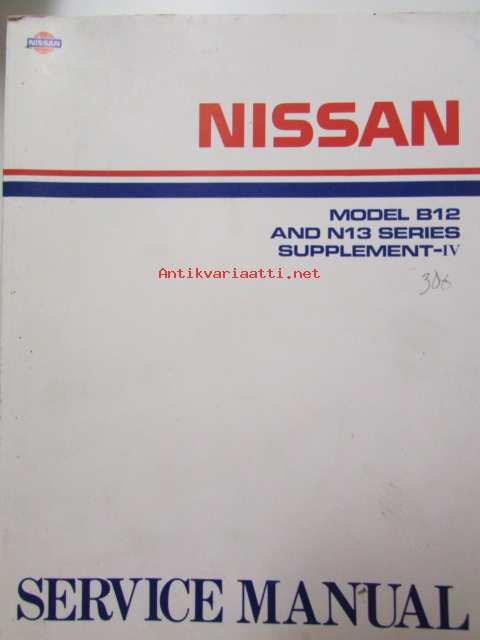 NISSAN
NISSAN
MODEL B12
AND N13 SERIES
SUPPLEMENT-IV
Antikvariaatti.net
SERVICE MANUAL